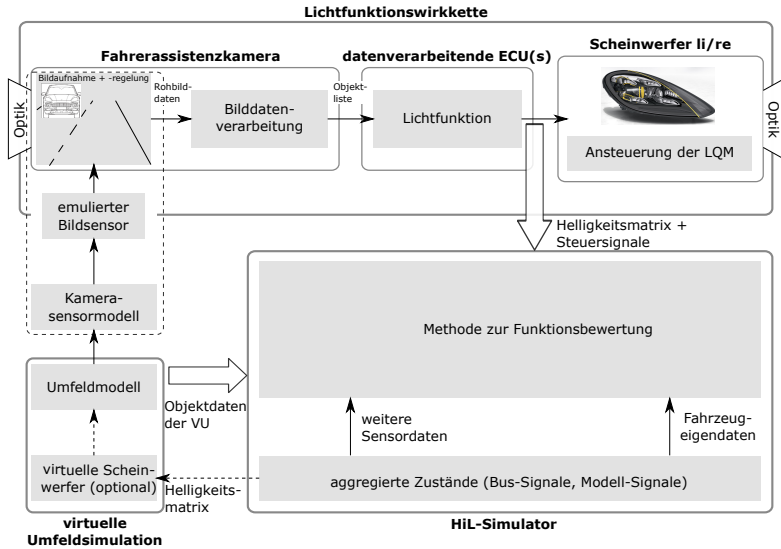 Lichtfunktionswirkkette
Fahrerassistenzkamera
datenverarbeitende ECU(s)
Scheinwerfer li/re
Optik
Bildaufnahme + -regelung
Rohbild-
daten
Bilddaten-
verarbeitung
Objekt-
liste
Lichtfunktion
Ansteuerung der LQM
Optik
emulierter
Bildsensor
Helligkeitsmatrix +
Steuersignale
Kamera-
sensormodell
Methode zur Funktionsbewertung
Umfeldmodell
Objektdaten
der VU
weitere
Sensordaten
Fahrzeug-
eigendaten
virtuelle Schein-
werfer (optional)
Helligkeits-
matrix
aggregierte Zustände (Bus-Signale, Modell-Signale)
virtuelle
Umfeldsimulation
HiL-Simulator